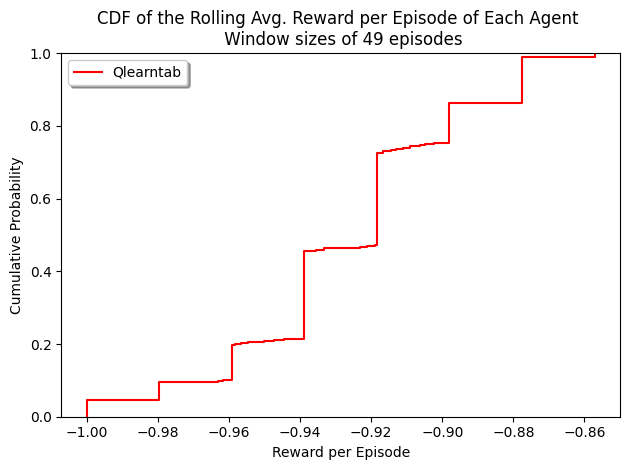 CDF of the Rolling Avg. Reward per Episode of Each Agent
Window sizes of 49 episodes
Qlearntab
1.0
0.8
0.6
0.4
0.2
0.0
Cumulative Probability
−1.00 −0.98 −0.96 −0.94 −0.92 −0.90 −0.88 −0.86
Reward per Episode